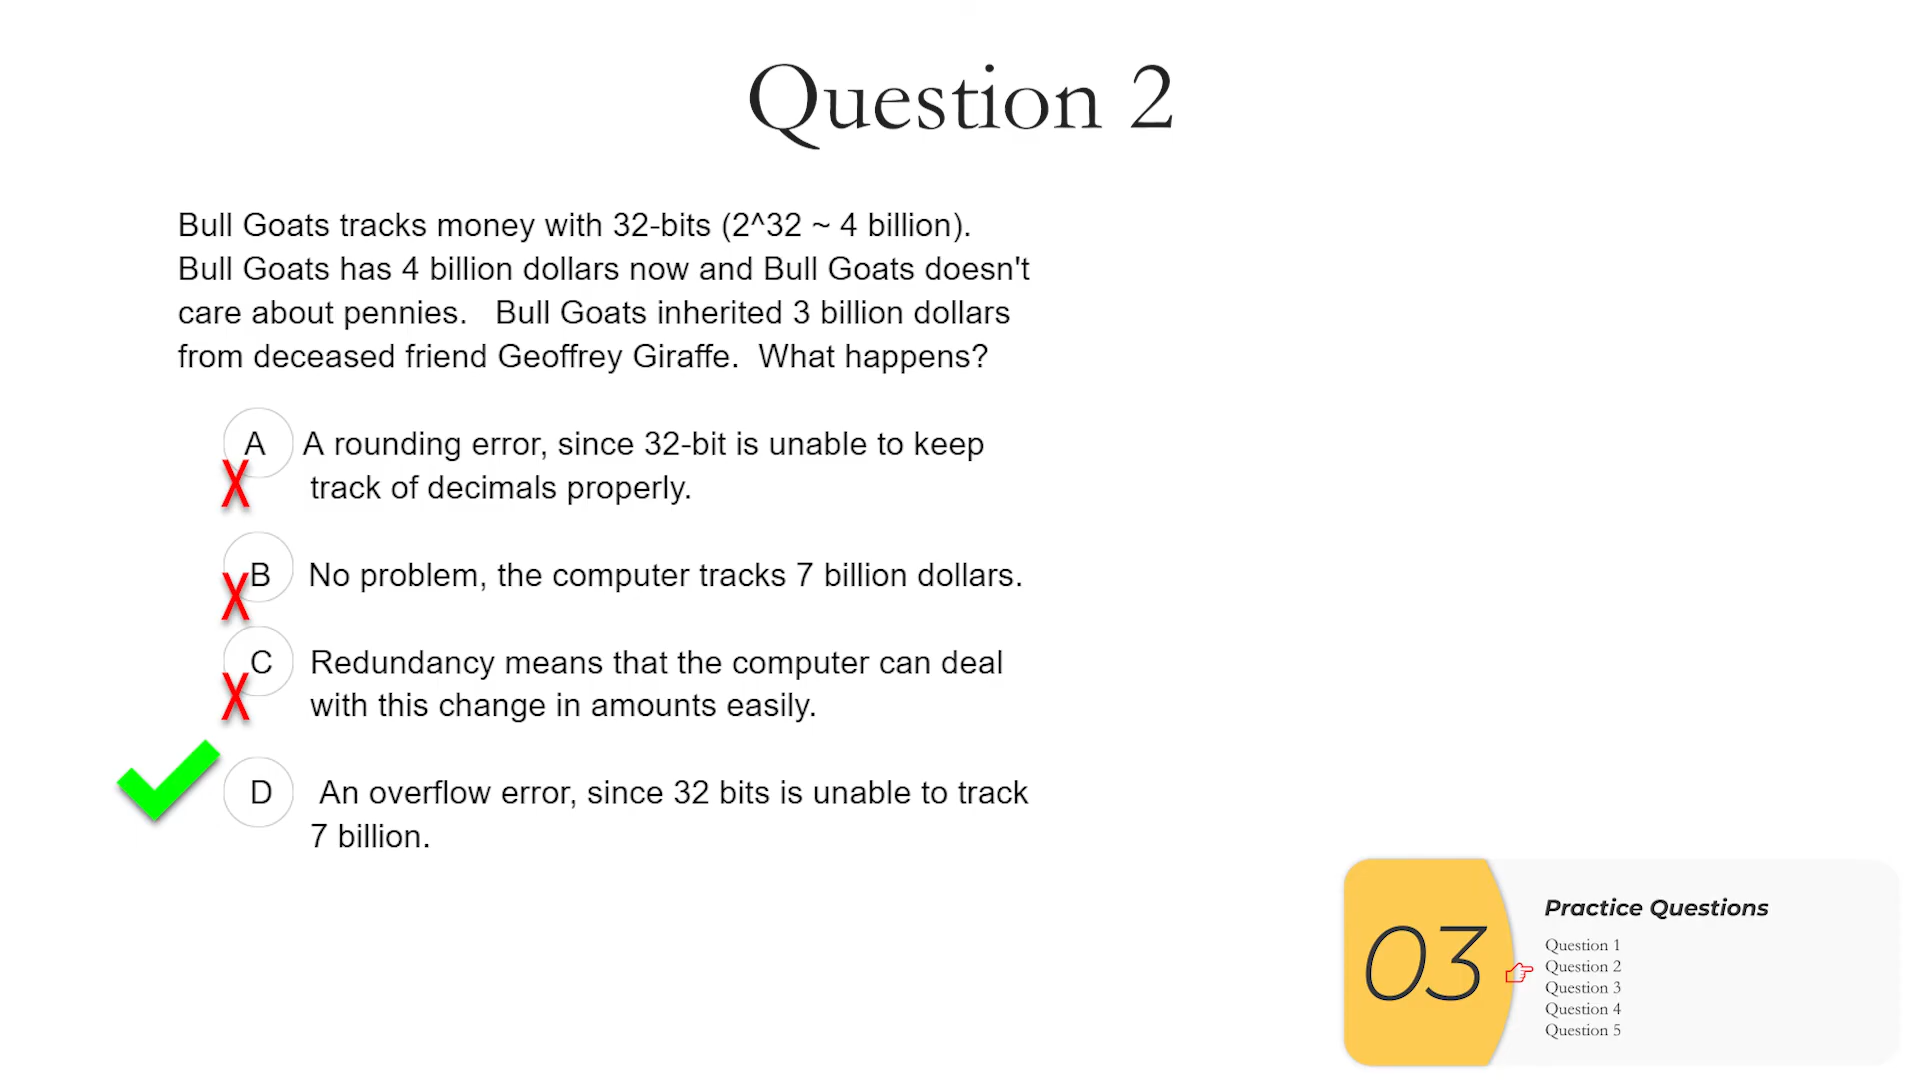 Question 2
Bull Goats tracks money with 32-bits (2^32 ~ 4 billion).
Bull Goats has 4 billion dollars now and Bull Goats doesn't
care about pennies.   Bull Goats inherited 3 billion dollars
from deceased friend Geoffrey Giraffe.  What happens?
A A rounding error, since 32-bit is unable to keep
track of decimals properly.
X
B No problem, the computer tracks 7 billion dollars.
X
C Redundancy means that the computer can deal
with this change in amounts easily.
X
D An overflow error, since 32 bits is unable to track
7 billion.
03
Practice Questions
Question 1
Question 2
Question 3
Question 4
Question 5